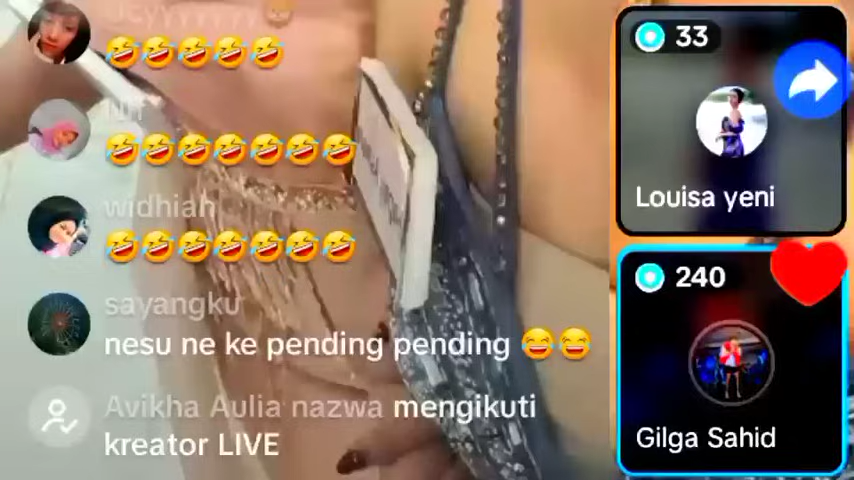 🤣🤣🤣🤣🤣
🤣🤣🤣🤣🤣🤣🤣
widhiah
🤣🤣🤣🤣🤣🤣🤣
sayangku
nesu ne ke pending pending 😂😂
Avikha Aulia nazwa mengikuti
kreator LIVE
33
Louisa yeni
240
Gilga Sahid